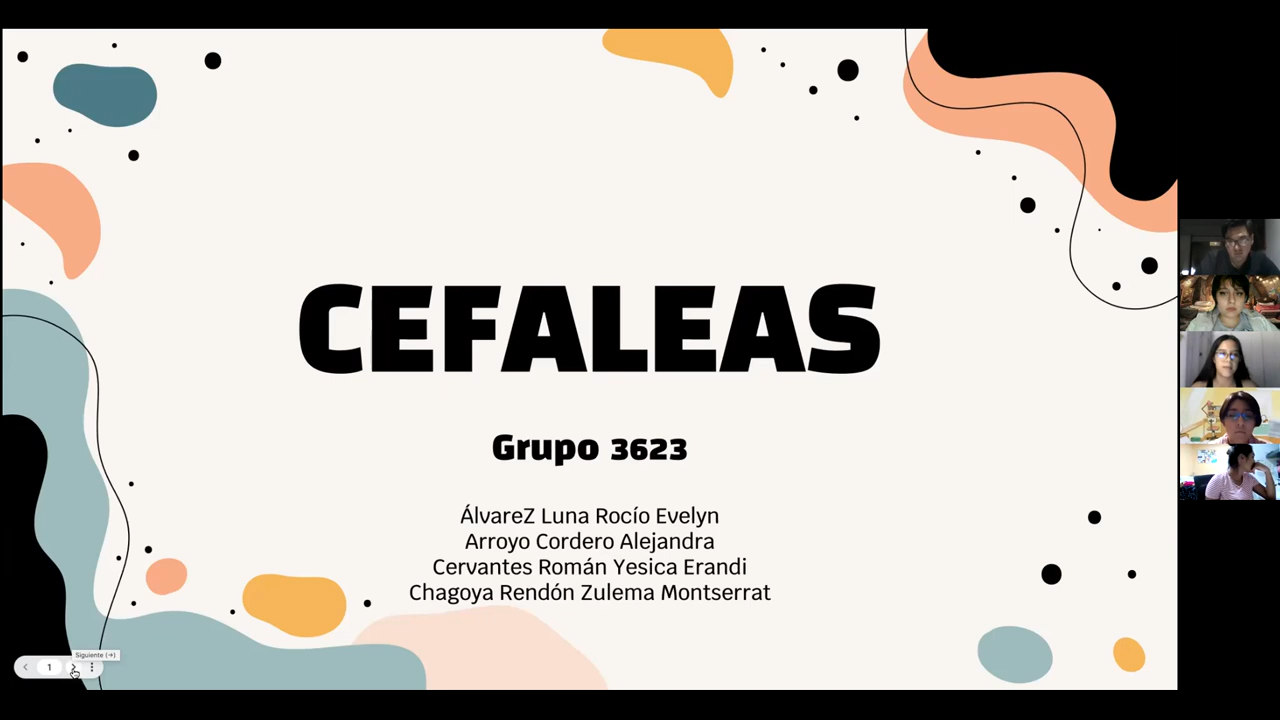 CEFALEAS
Grupo 3623
ÁlvareZ Luna Rocío Evelyn
Arroyo Cordero Alejandra
Cervantes Román Yesica Erandi
Chagoya Rendón Zulema Montserrat
Siguiente (→)
1